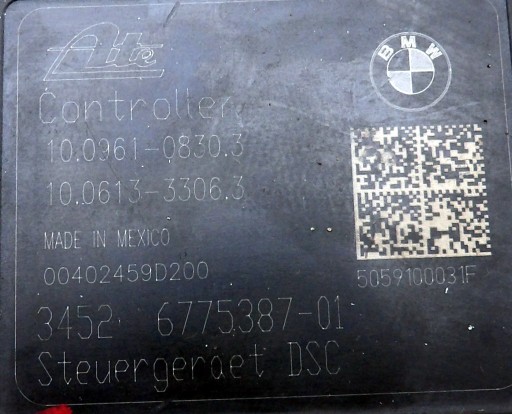 Ate
BMW
Controller
10.0961-0830.3
10.0613-3306.3
MADE IN MEXICO
00402459D200
5059100031F
3452 6775387-01
Steuergeraet DSC